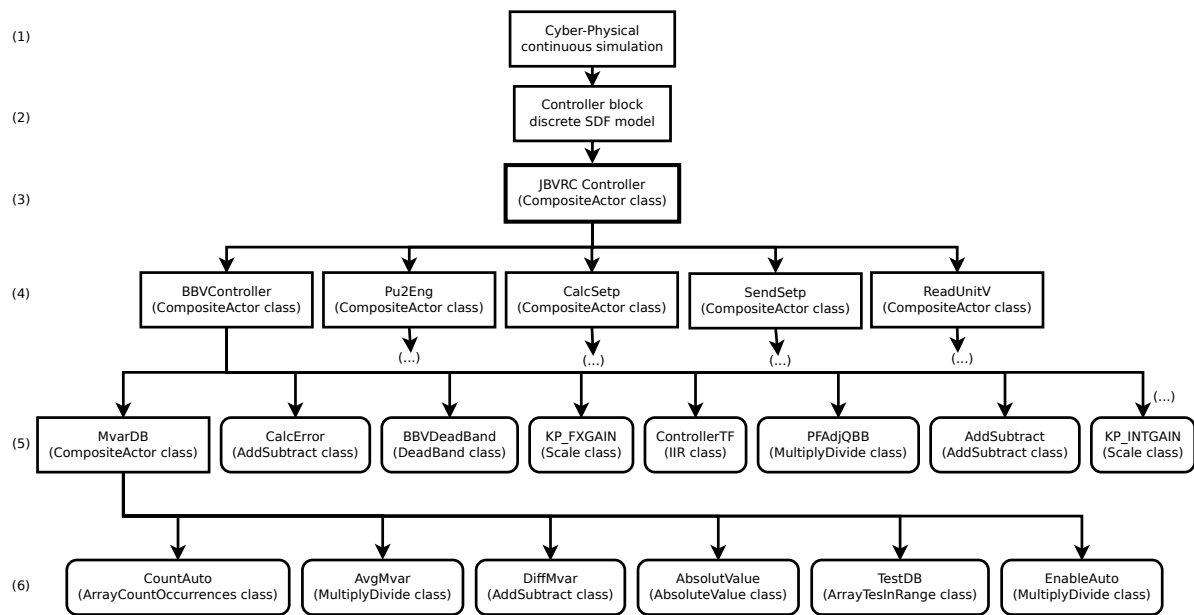 (1)
Cyber-Physical
continuous simulation
(2)
Controller block
discrete SDF model
(3)
JBVRC Controller
(CompositeActor class)
(4)
BBVController
(CompositeActor class)
Pu2Eng
(CompositeActor class)
CalcSetp
(CompositeActor class)
SendSetp
(CompositeActor class)
ReadUnitV
(CompositeActor class)
(...)
(...)
(...)
(...)
(...)
(5)
MvarDB
(CompositeActor class)
CalcError
(AddSubtract class)
BBVDeadBand
(DeadBand class)
KP_FXGAIN
(Scale class)
ControllerTF
(IIR class)
PFAdjQBB
(MultiplyDivide class)
AddSubtract
(AddSubtract class)
KP_INTGAIN
(Scale class)
(6)
CountAuto
(ArrayCountOccurrences class)
AvgMvar
(MultiplyDivide class)
DiffMvar
(AddSubtract class)
AbsolutValue
(AbsoluteValue class)
TestDB
(ArrayTesInRange class)
EnableAuto
(MultiplyDivide class)